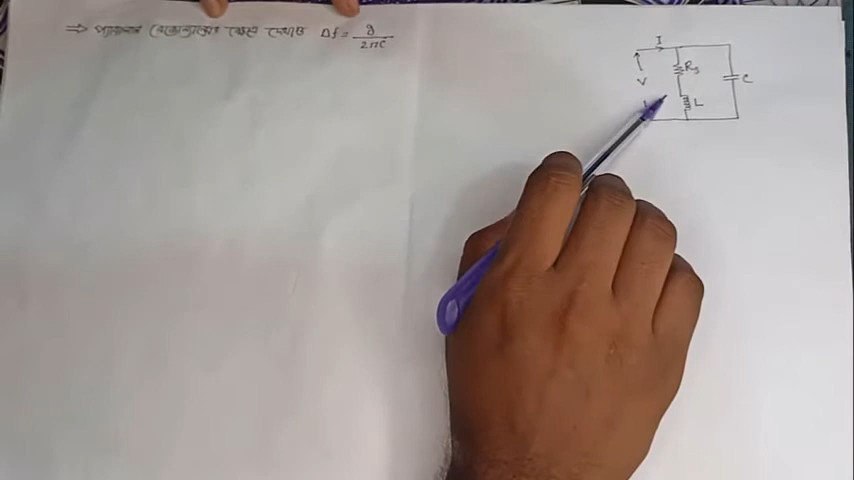 ⇒ প্যারালাল রেজোন্যান্সের ক্ষেত্রে দেখাও Δf = g / 2πC
I
V
Rs
L
C